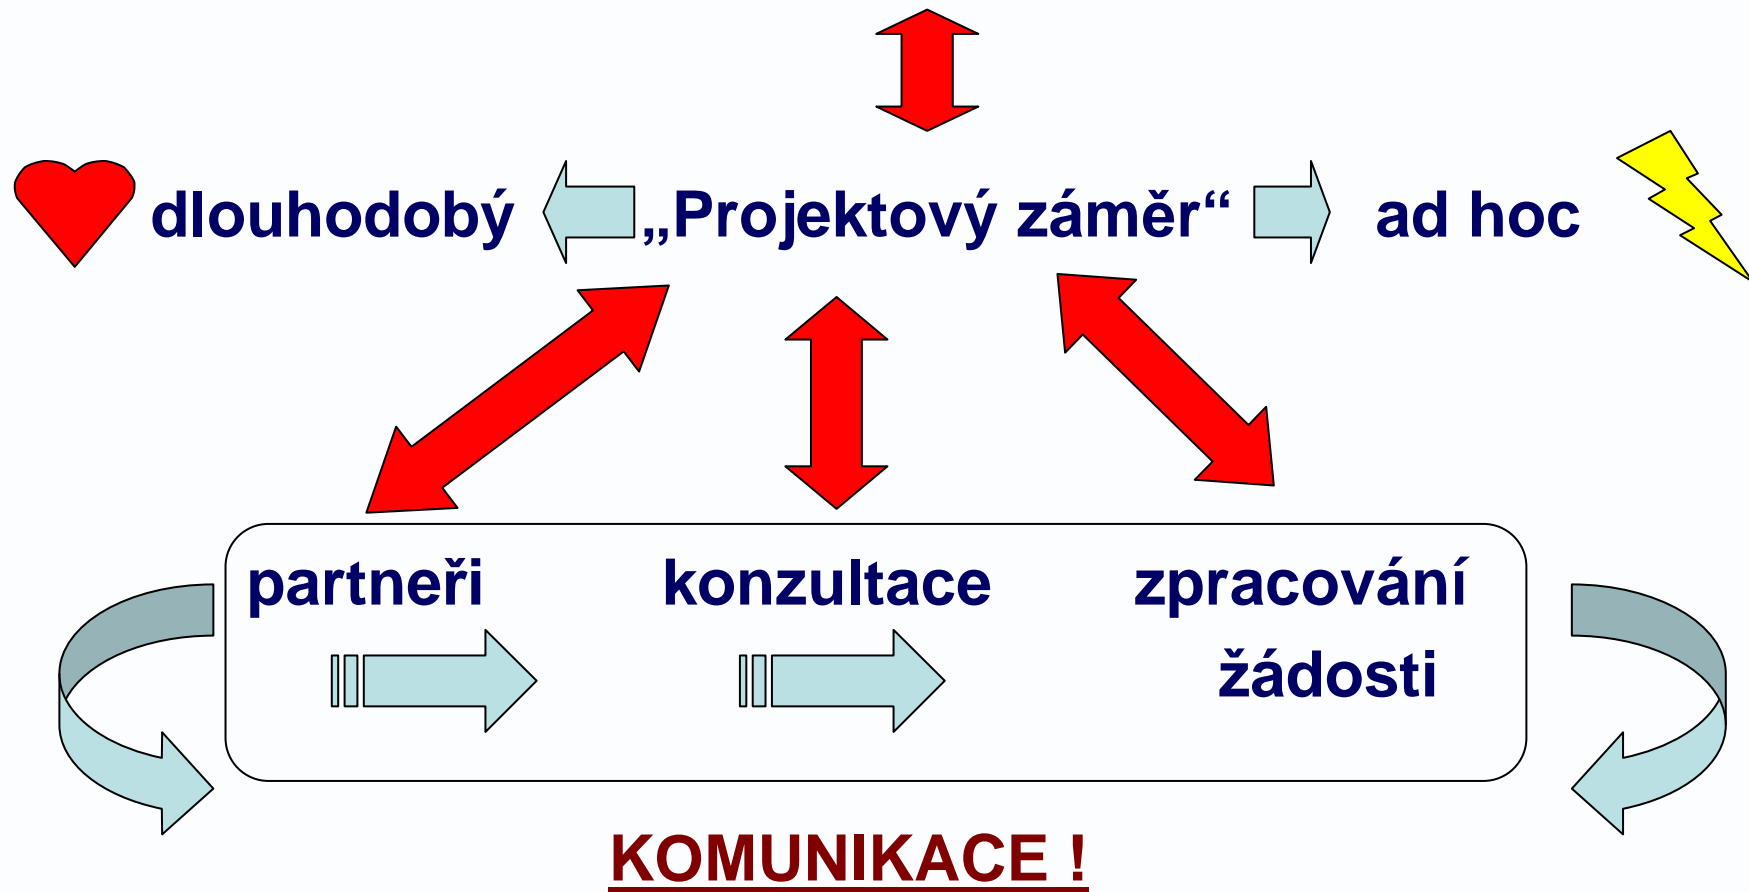 dlouhodobý „Projektový záměr“ ad hoc
partneři konzultace zpracování
žádosti
KOMUNIKACE !